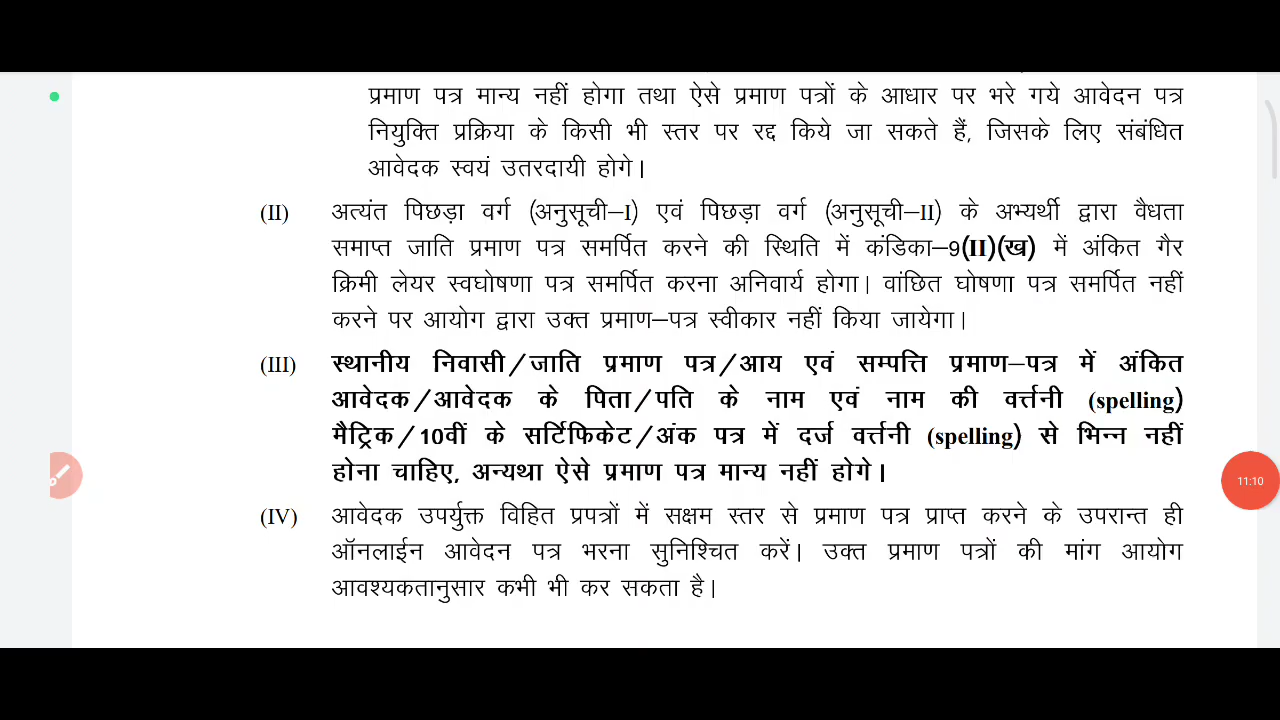 प्रमाण पत्र मान्य नहीं होगा तथा ऐसे प्रमाण पत्रों के आधार पर भरे गये आवेदन पत्र
नियुक्ति प्रक्रिया के किसी भी स्तर पर रद्द किये जा सकते हैं, जिसके लिए संबंधित
आवेदक स्वयं उतरदायी होगे।
(II) अत्यंत पिछड़ा वर्ग (अनुसूची–I) एवं पिछड़ा वर्ग (अनुसूची–II) के अभ्यर्थी द्वारा वैधता
समाप्त जाति प्रमाण पत्र समर्पित करने की स्थिति में कंडिका–9(II)(ख) में अंकित गैर
क्रिमी लेयर स्वघोषणा पत्र समर्पित करना अनिवार्य होगा। वांछित घोषणा पत्र समर्पित नहीं
करने पर आयोग द्वारा उक्त प्रमाण–पत्र स्वीकार नहीं किया जायेगा।
(III) स्थानीय निवासी/जाति प्रमाण पत्र/आय एवं सम्पत्ति प्रमाण–पत्र में अंकित
आवेदक/आवेदक के पिता/पति के नाम एवं नाम की वर्त्तनी (spelling)
मैट्रिक/10वीं के सर्टिफिकेट/अंक पत्र में दर्ज वर्त्तनी (spelling) से भिन्न नहीं
होना चाहिए, अन्यथा ऐसे प्रमाण पत्र मान्य नहीं होगे।
11:10
(IV) आवेदक उपर्युक्त विहित प्रपत्रों में सक्षम स्तर से प्रमाण पत्र प्राप्त करने के उपरान्त ही
ऑनलाईन आवेदन पत्र भरना सुनिश्चित करें। उक्त प्रमाण पत्रों की मांग आयोग
आवश्यकतानुसार कभी भी कर सकता है।